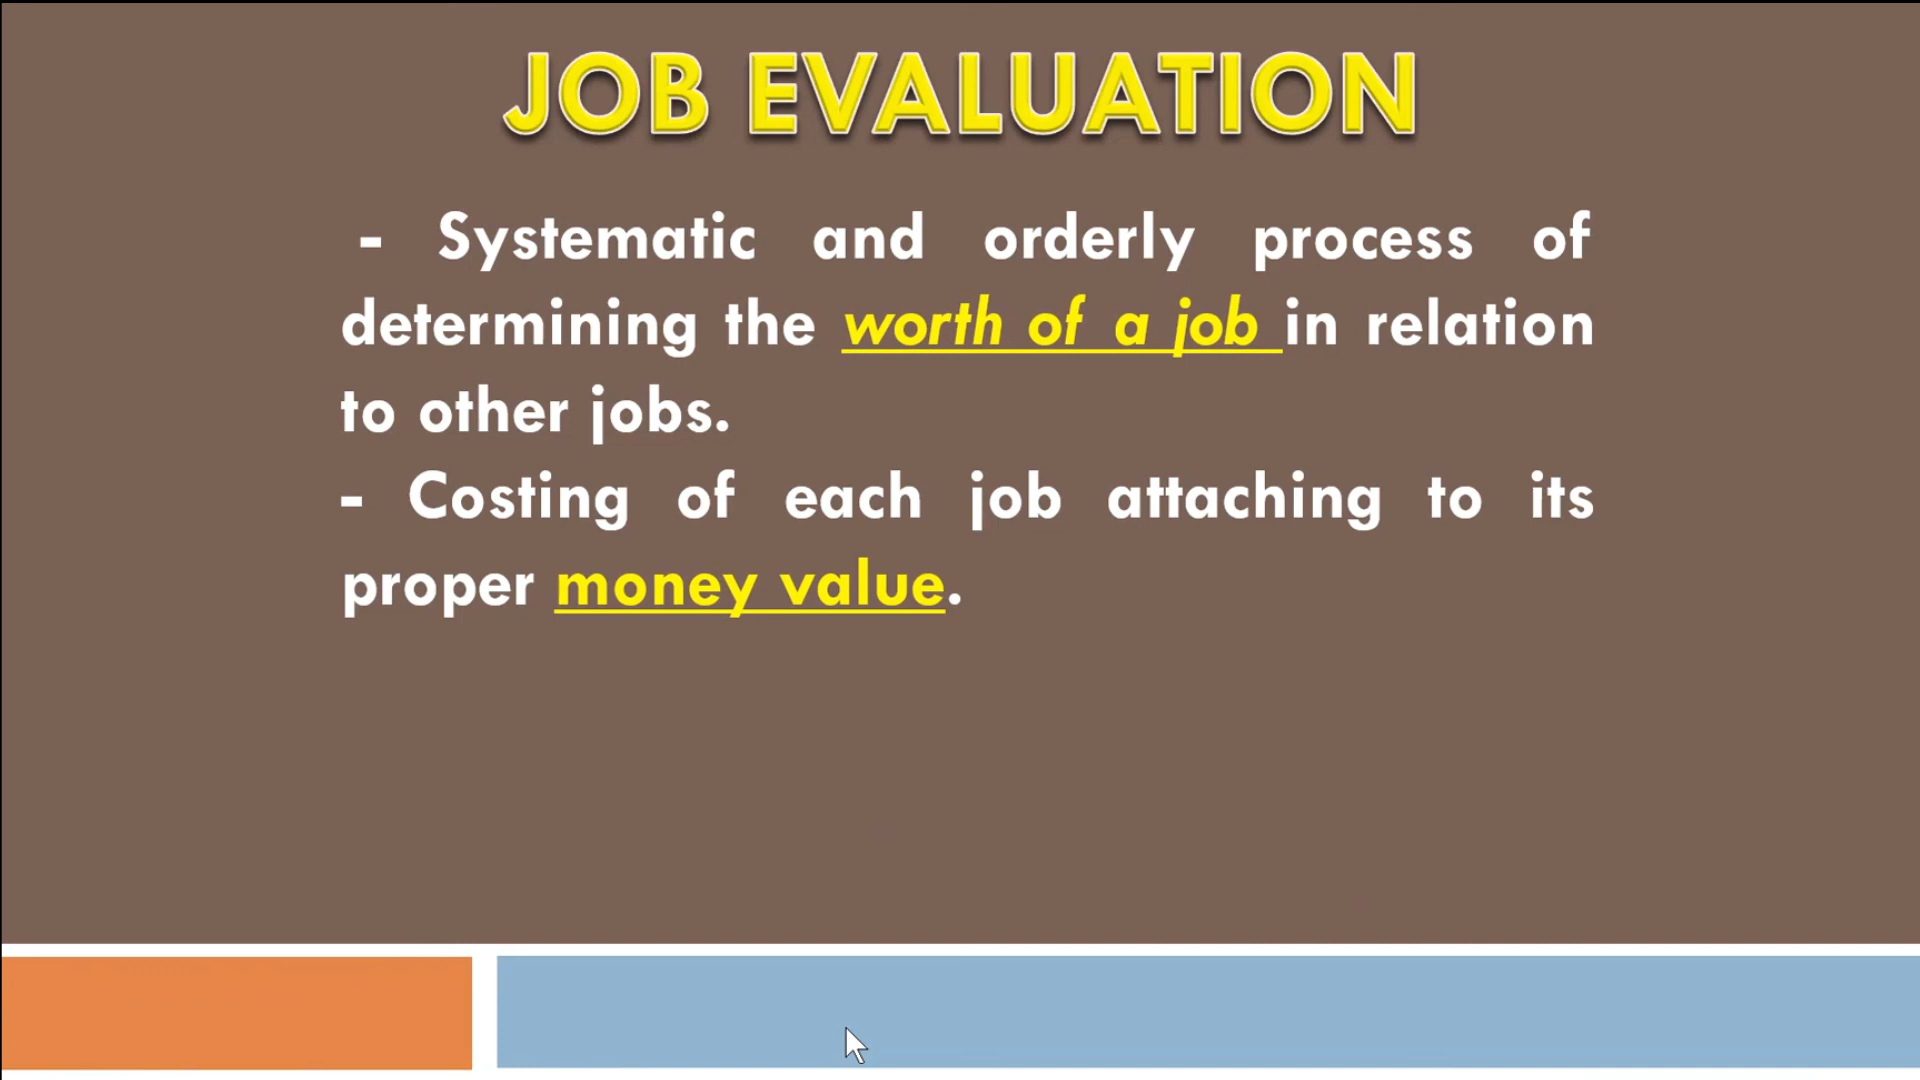 JOB EVALUATION
- Systematic and orderly process of
determining the worth of a job in relation
to other jobs.
- Costing of each job attaching to its
proper money value.